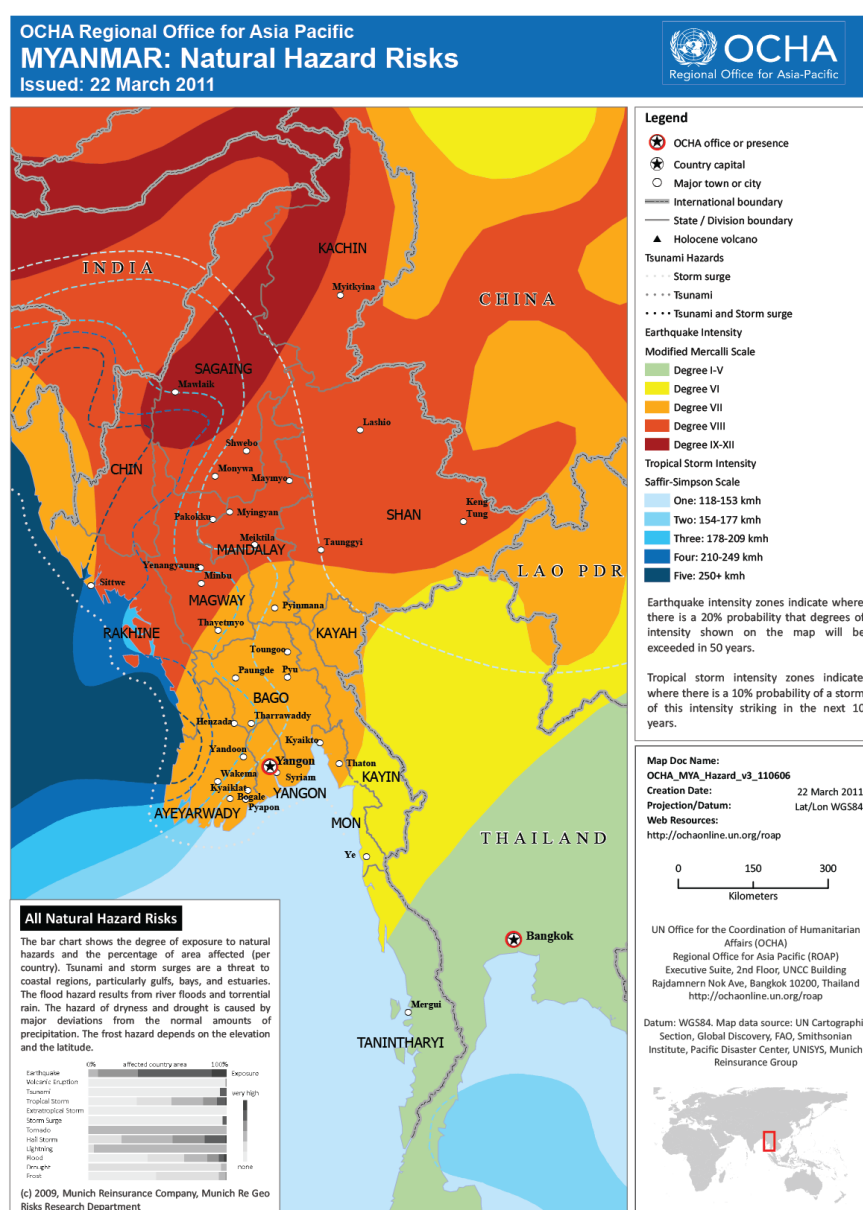 OCHA Regional Office for Asia Pacific
MYANMAR: Natural Hazard Risks
Issued: 22 March 2011
OCHA
Regional Office for Asia-Pacific
KACHIN
INDIA
Myitkyina
CHINA
SAGAING
Mawlaik
Lashio
Shwebo
CHIN
Monywa
Maymyo
Keng
Tung
Pakokku
Myingyan
SHAN
Meiktila
MANDALAY
Taunggyi
Yenangyaung
Minbu
LAO PDR
Sittwe
MAGWAY
Pyinmana
Thayetmyo
RAKHINE
KAYAH
Toungoo
Paungde
Pyu
BAGO
Henzada
Tharrawaddy
Kyaikto
Yandoon
Yangon
Thaton
Wakema
Syriam
KAYIN
Kyaiklat
Bogale
YANGON
Pyapon
AYEYARWADY
MON
THAILAND
Ye
Bangkok
Mergui
TANINTHARYI
All Natural Hazard Risks
The bar chart shows the degree of exposure to natural
hazards and the percentage of area affected (per
country). Tsunami and storm surges are a threat to
coastal regions, particularly gulfs, bays, and estuaries.
The flood hazard results from river floods and torrential
rain. The hazard of dryness and drought is caused by
major deviations from the normal amounts of
precipitation. The frost hazard depends on the elevation
and the latitude.
0% affected country area 100%
Earthquake
Exposure
Volcanic Eruption
Tsunami
very high
Tropical Storm
Extratropical Storm
Storm Surge
Tornado
Hail Storm
Lightning
Flood
none
Drought
Frost
(c) 2009, Munich Reinsurance Company, Munich Re Geo
Risks Research Department
Legend
OCHA office or presence
Country capital
Major town or city
International boundary
State / Division boundary
Holocene volcano
Tsunami Hazards
Storm surge
Tsunami
Tsunami and Storm surge
Earthquake Intensity
Modified Mercalli Scale
Degree I-V
Degree VI
Degree VII
Degree VIII
Degree IX-XII
Tropical Storm Intensity
Saffir-Simpson Scale
One: 118-153 kmh
Two: 154-177 kmh
Three: 178-209 kmh
Four: 210-249 kmh
Five: 250+ kmh
Earthquake intensity zones indicate where
there is a 20% probability that degrees of
intensity shown on the map will be
exceeded in 50 years.
Tropical storm intensity zones indicate
where there is a 10% probability of a storm
of this intensity striking in the next 10
years.
Map Doc Name:
OCHA_MYA_Hazard_v3_110606
Creation Date: 22 March 2011
Projection/Datum: Lat/Lon WGS84
Web Resources:
http://ochaonline.un.org/roap
0 150 300
Kilometers
UN Office for the Coordination of Humanitarian
Affairs (OCHA)
Regional Office for Asia Pacific (ROAP)
Executive Suite, 2nd Floor, UNCC Building
Rajdamnern Nok Ave, Bangkok 10200, Thailand
http://ochaonline.un.org/roap
Datum: WGS84. Map data source: UN Cartographic
Section, Global Discovery, FAO, Smithsonian
Institute, Pacific Disaster Center, UNISYS, Munich
Reinsurance Group